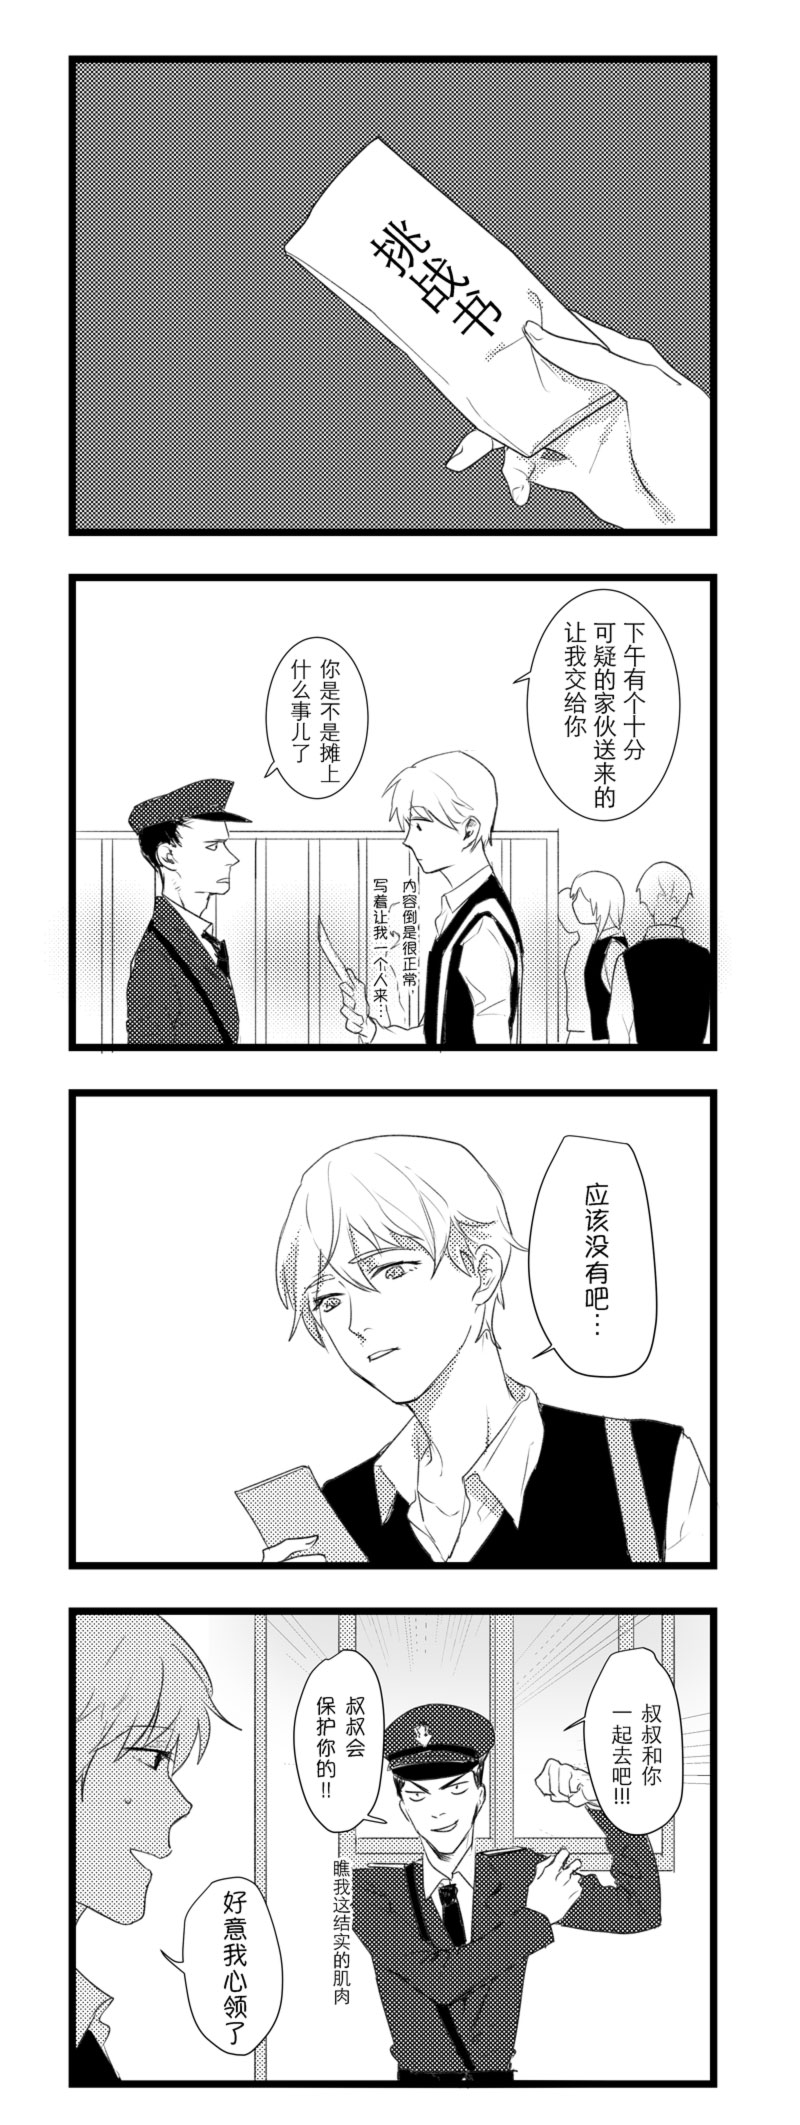 挑战书
下午有个十分
可疑的家伙送来的
让我交给你
你是不是摊上
什么事儿了
内容倒是很正常，
写着让我一个人来…
应该没有吧…
叔叔和你
一起去吧!!!
叔叔会
保护你的!!
瞧我这结实的肌肉
好意我心领了